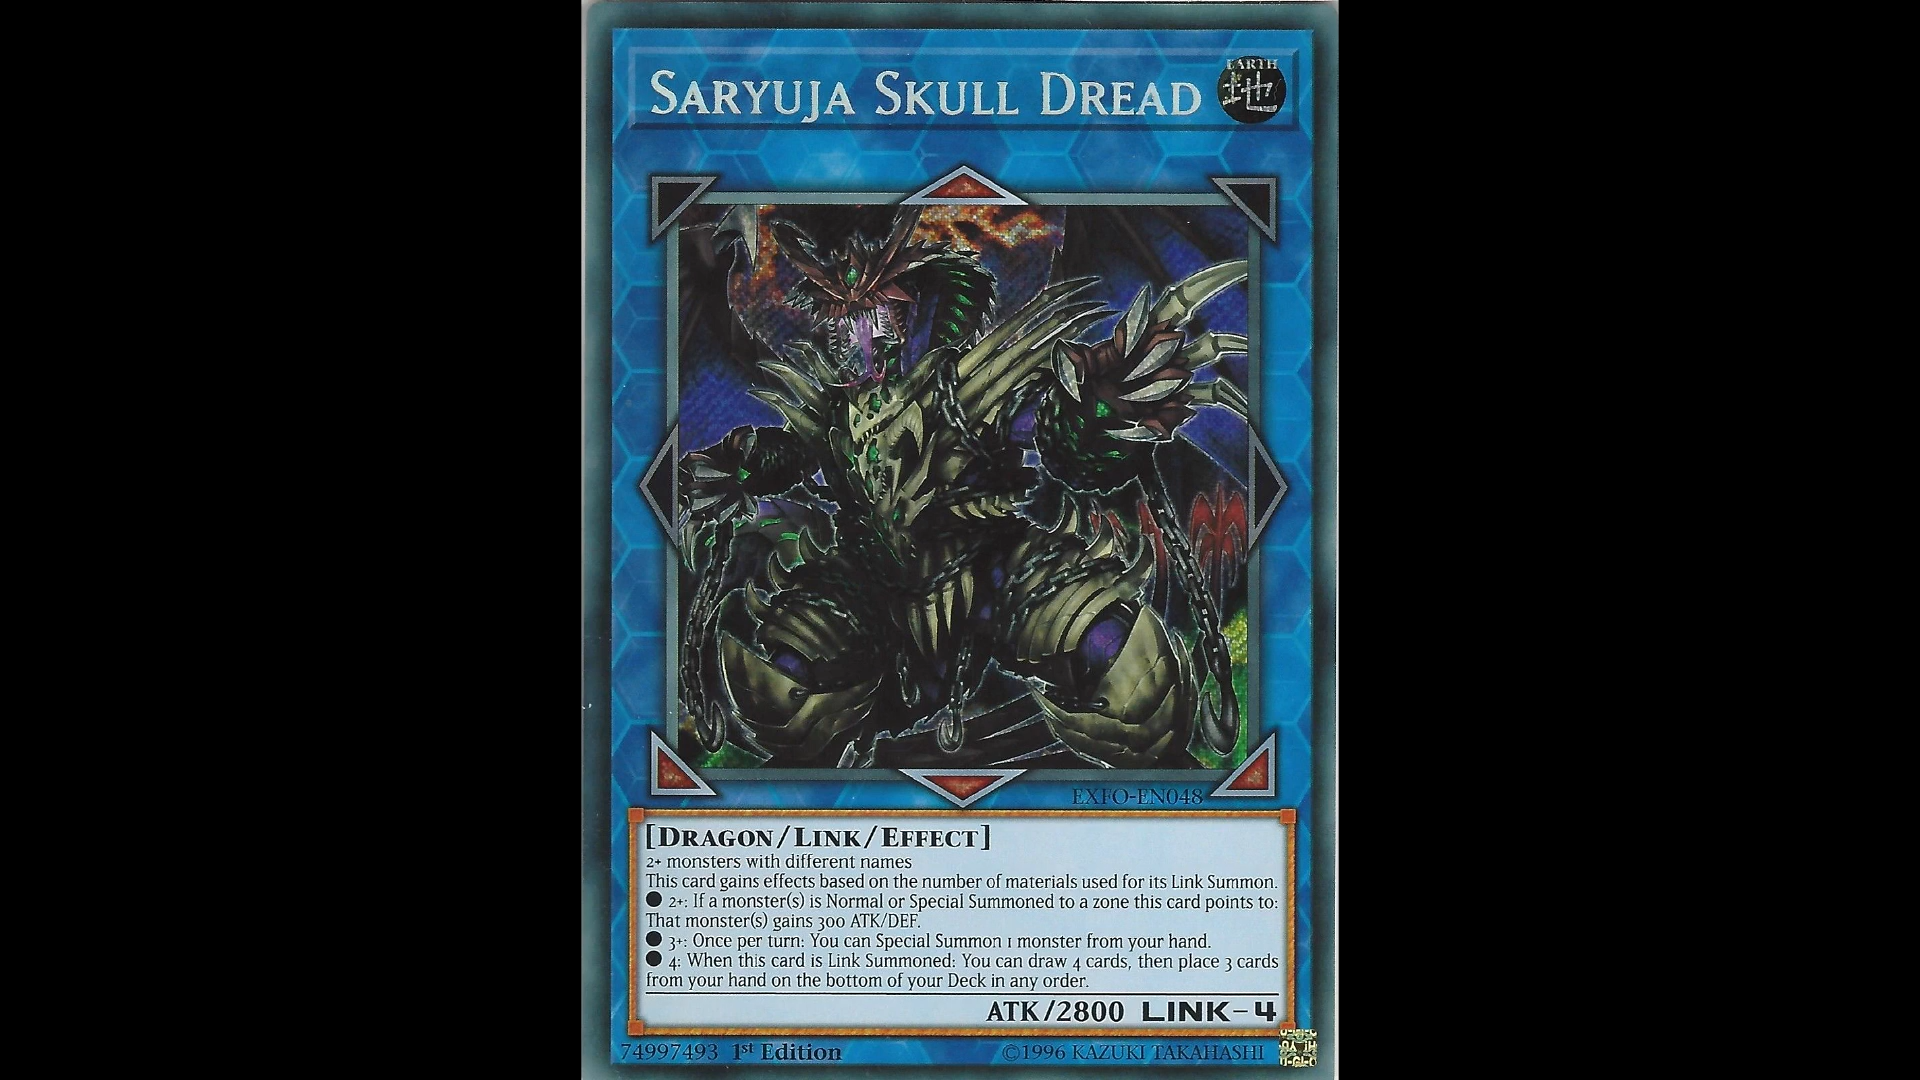 SARYUJA SKULL DREAD
EARTH
地
EXFO-EN048
[DRAGON/LINK/EFFECT]
2+ monsters with different names
This card gains effects based on the number of materials used for its Link Summon.
● 2+: If a monster(s) is Normal or Special Summoned to a zone this card points to:
That monster(s) gains 300 ATK/DEF.
● 3+: Once per turn: You can Special Summon 1 monster from your hand.
● 4: When this card is Link Summoned: You can draw 4 cards, then place 3 cards
from your hand on the bottom of your Deck in any order.
ATK/2800 LINK-4
74997493 1st Edition ©1996 KAZUKI TAKAHASHI